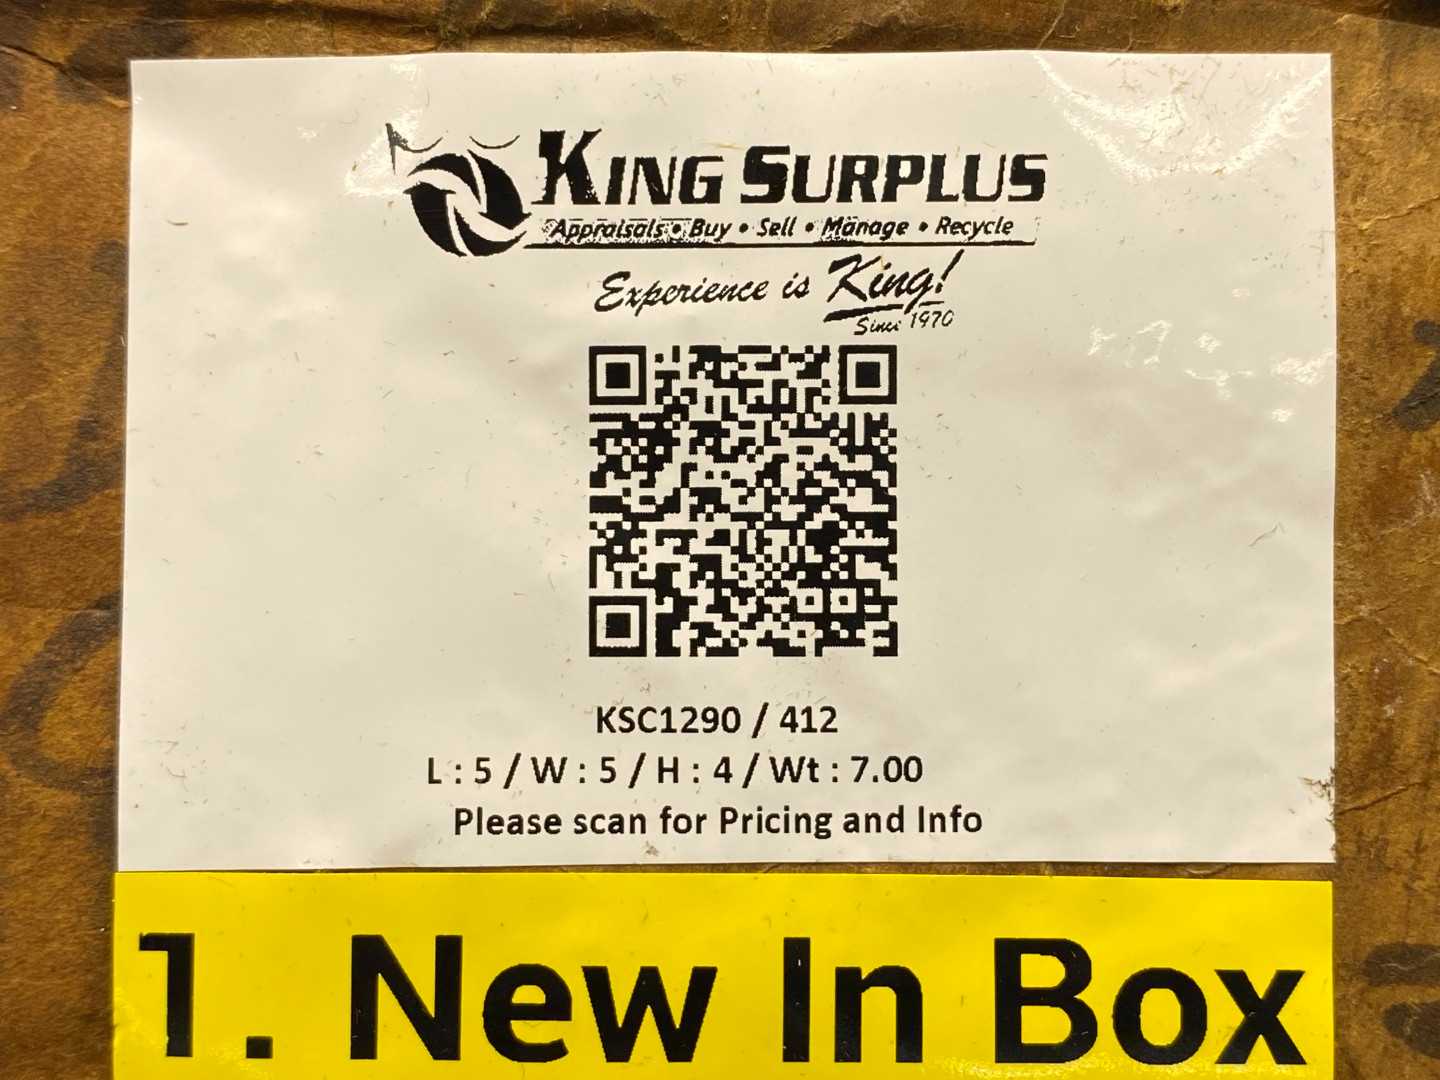 KING SURPLUS
Appraisals • Buy • Sell • Manage • Recycle
Experience is King!
Since 1970
KSC1290 / 412
L : 5 / W : 5 / H : 4 / Wt : 7.00
Please scan for Pricing and Info
1. New In Box